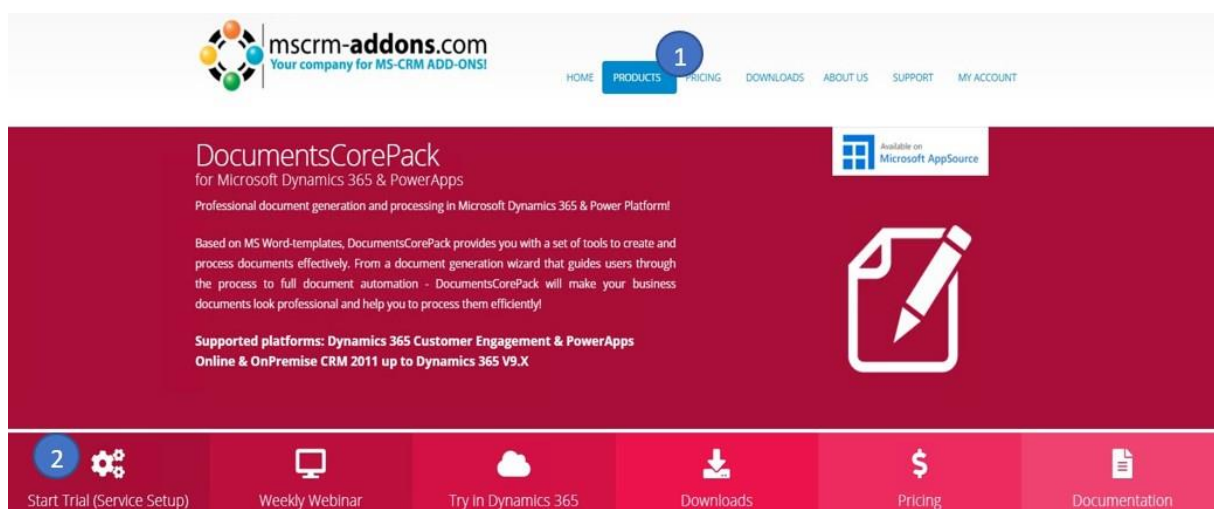 mscrm-addons.com
Your company for MS-CRM ADD-ONS!
1
HOME PRODUCTS PRICING DOWNLOADS ABOUT US SUPPORT MY ACCOUNT
DocumentsCorePack
for Microsoft Dynamics 365 & PowerApps
Available on
Microsoft AppSource
Professional document generation and processing in Microsoft Dynamics 365 & Power Platform!
Based on MS Word-templates, DocumentsCorePack provides you with a set of tools to create and
process documents effectively. From a document generation wizard that guides users through
the process to full document automation - DocumentsCorePack will make your business
documents look professional and help you to process them efficiently!
Supported platforms: Dynamics 365 Customer Engagement & PowerApps
Online & OnPremise CRM 2011 up to Dynamics 365 V9.X
2
Start Trial (Service Setup) Weekly Webinar Try in Dynamics 365 Downloads Pricing Documentation